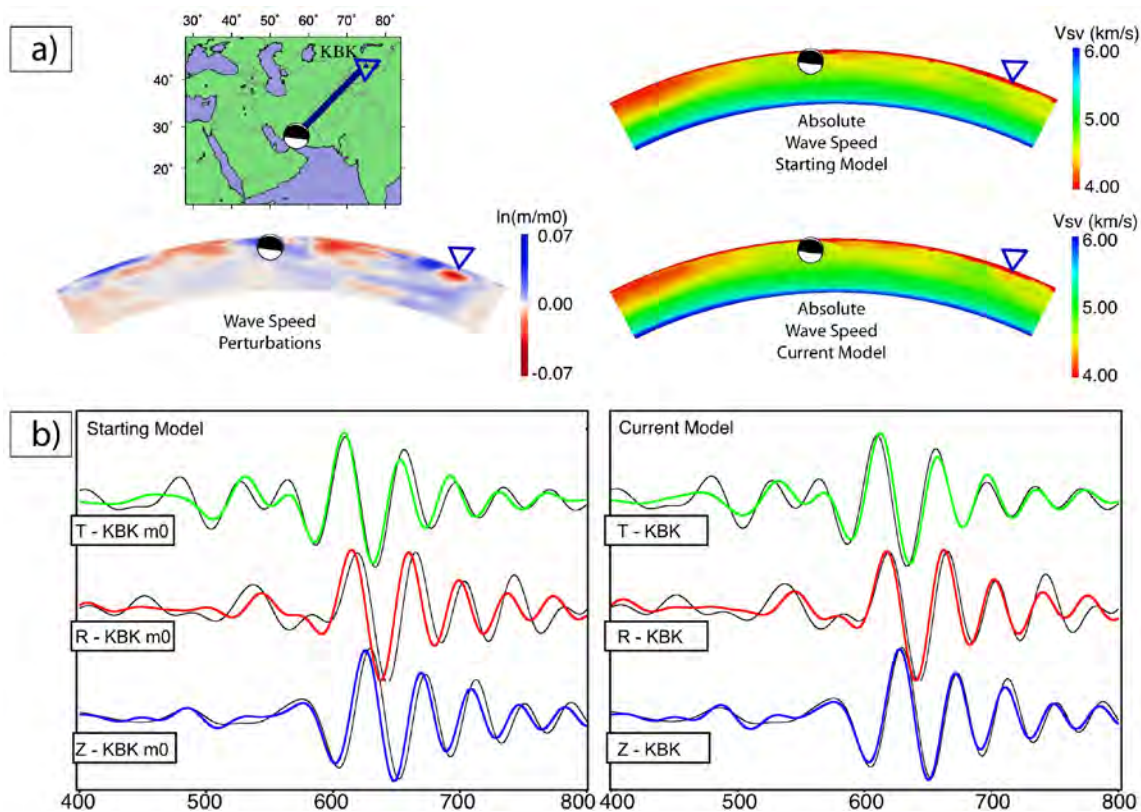 a)
30˚ 40˚ 50˚ 60˚ 70˚ 80˚
KBK
40˚
30˚
20˚
Vsv (km/s)
6.00
5.00
4.00
Absolute
Wave Speed
Starting Model
ln(m/m0)
0.07
0.00
-0.07
Wave Speed
Perturbations
Vsv (km/s)
6.00
5.00
4.00
Absolute
Wave Speed
Current Model
b)
Starting Model
T - KBK m0
R - KBK m0
Z - KBK m0
400 500 600 700 800
Current Model
T - KBK
R - KBK
Z - KBK
400 500 600 700 800